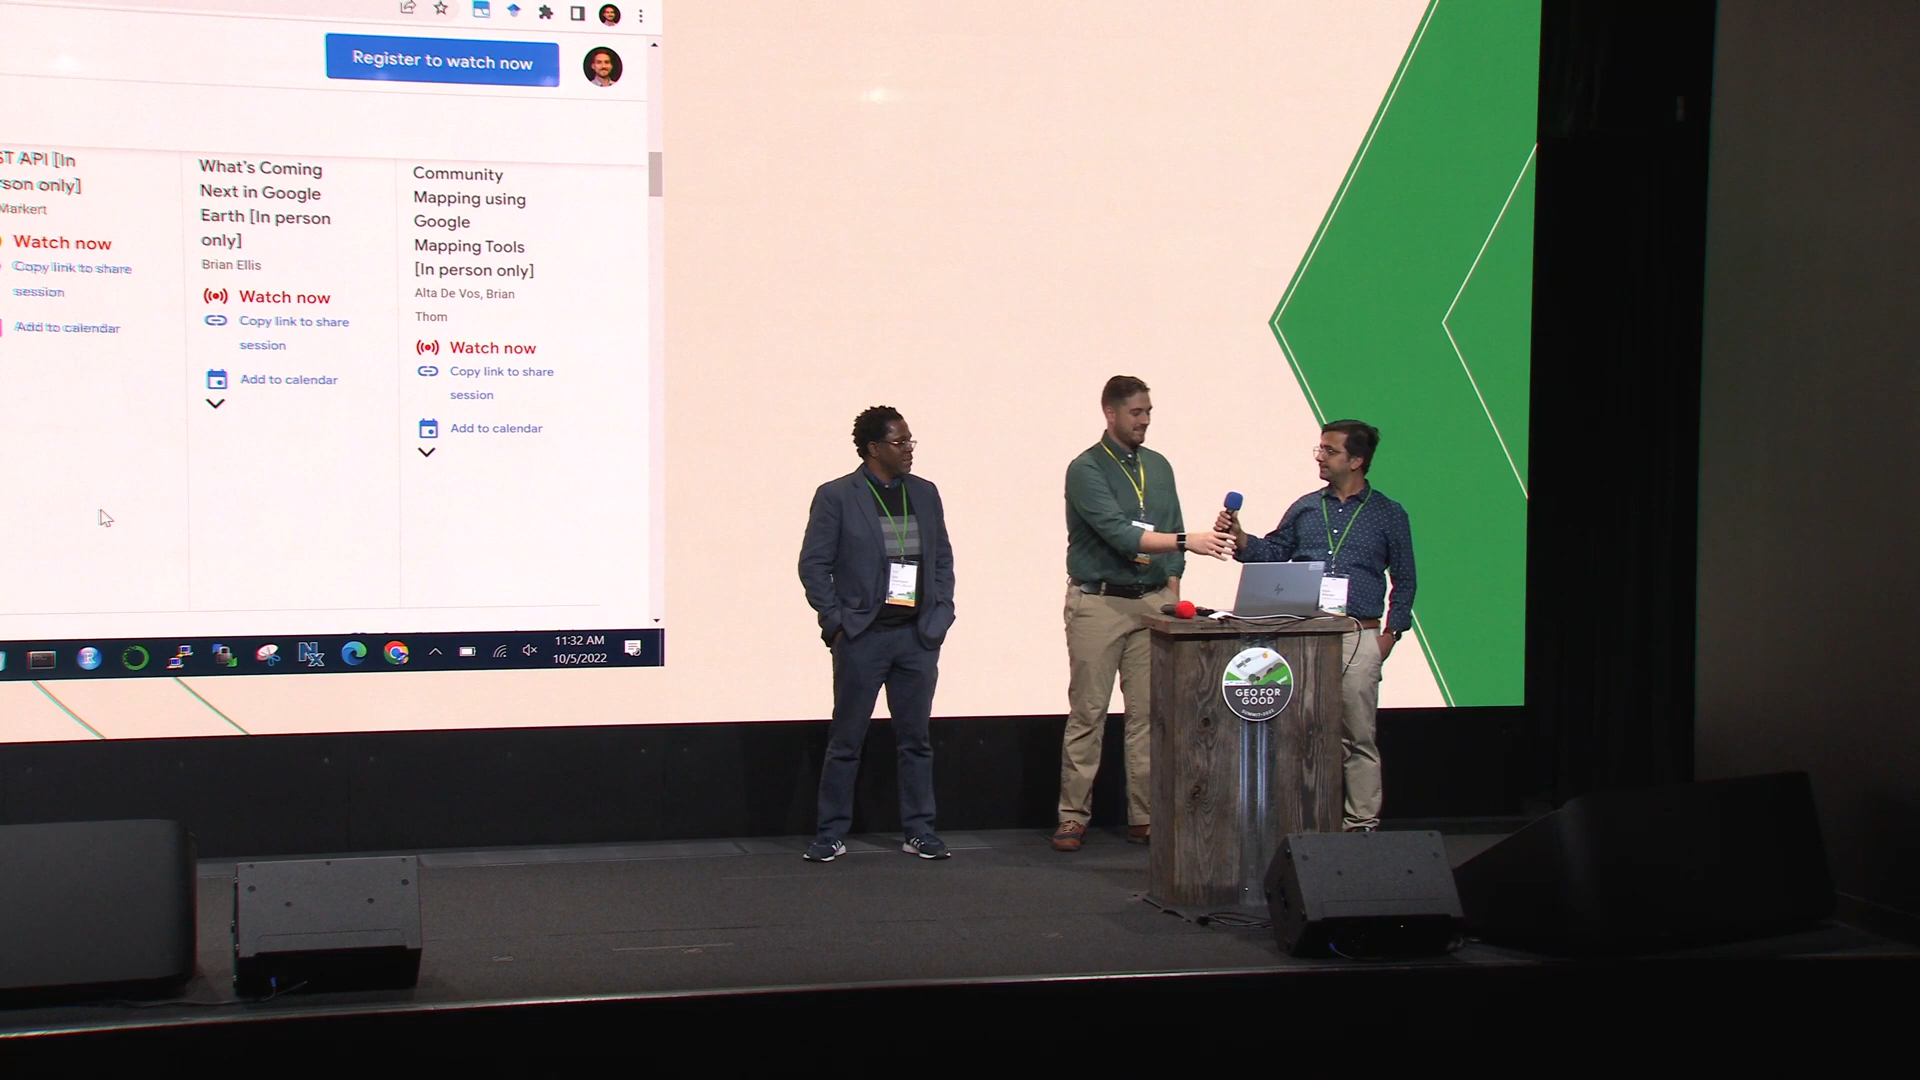 Register to watch now
ST API [In
son only]
Markert
Watch now
Copy link to share
session
Add to calendar
What's Coming
Next in Google
Earth [In person
only]
Brian Ellis
Watch now
Copy link to share
session
Add to calendar
Community
Mapping using
Google
Mapping Tools
[In person only]
Alta De Vos, Brian
Thom
Watch now
Copy link to share
session
Add to calendar
11:32 AM
10/5/2022
GEO FOR
GOOD